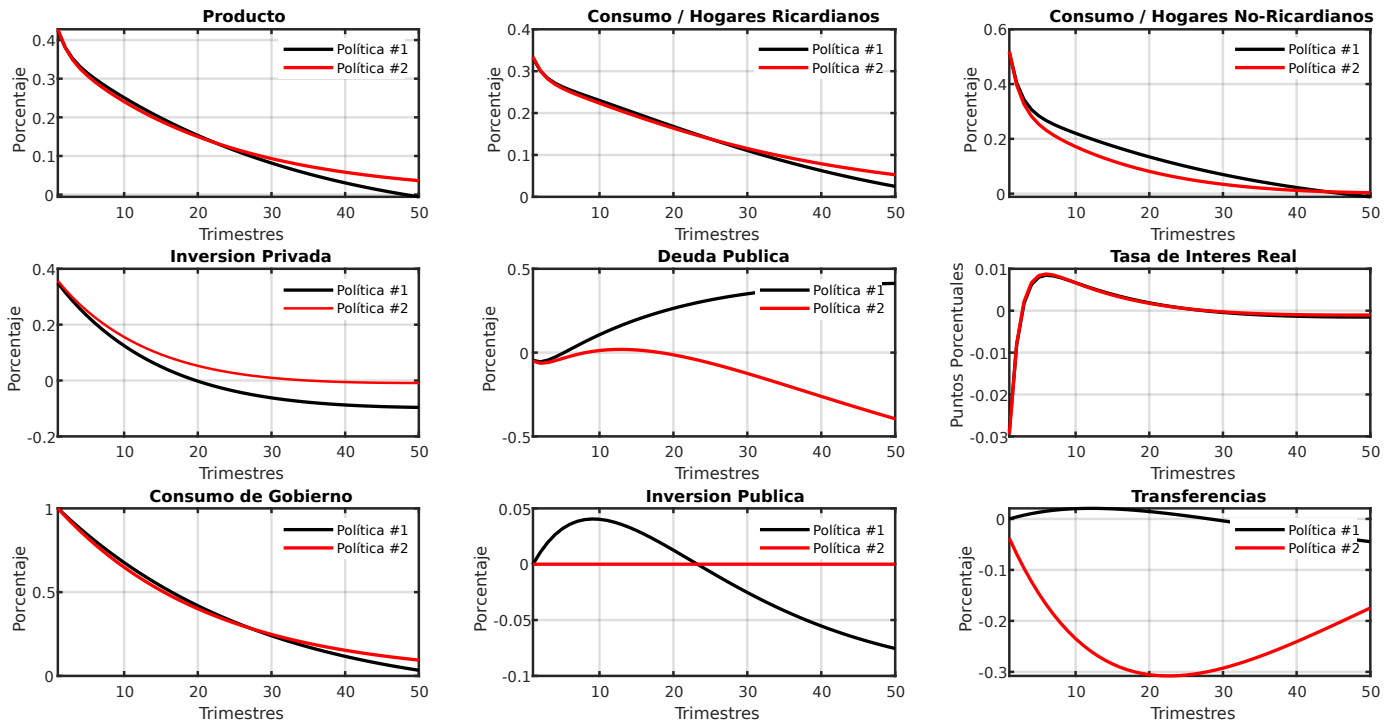 Producto
Porcentaje
0.4
0.3
0.2
0.1
0
Política #1
Política #2
10 20 30 40 50
Trimestres
Consumo / Hogares Ricardianos
Porcentaje
0.4
0.3
0.2
0.1
0
Política #1
Política #2
10 20 30 40 50
Trimestres
Consumo / Hogares No-Ricardianos
Porcentaje
0.6
0.4
0.2
0
Política #1
Política #2
10 20 30 40 50
Trimestres
Inversion Privada
Porcentaje
0.4
0.2
0
-0.2
Política #1
Política #2
10 20 30 40 50
Trimestres
Deuda Publica
Porcentaje
0.5
0
-0.5
Política #1
Política #2
10 20 30 40 50
Trimestres
Tasa de Interes Real
Puntos Porcentuales
0.01
0
-0.01
-0.02
-0.03
Política #1
Política #2
10 20 30 40 50
Trimestres
Consumo de Gobierno
Porcentaje
1
0.5
0
Política #1
Política #2
10 20 30 40 50
Trimestres
Inversion Publica
Porcentaje
0.05
0
-0.05
-0.1
Política #1
Política #2
10 20 30 40 50
Trimestres
Transferencias
Porcentaje
0
-0.1
-0.2
-0.3
Política #1
Política #2
10 20 30 40 50
Trimestres